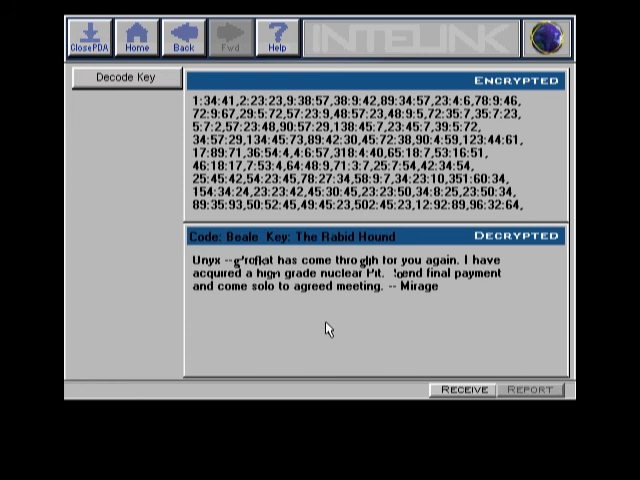 ClosePDA
Home
Back
Fwd
Help
INTELINK
Decode Key
ENCRYPTED
1:34:41,2:23:23,9:38:57,38:9:42,89:34:57,23:4:6,78:9:46,
72:9:67,29:5:72,57:23:9,48:57:23,48:9:5,72:35:7,35:7:23,
5:7:2,57:23:48,90:57:29,138:45:7,23:45:7,39:5:72,
34:57:29,134:45:73,89:42:30,45:72:38,90:4:59,123:44:61,
17:89:71,36:54:4,4:6:57,318:4:40,65:18:7,53:16:51,
46:18:17,7:53:4,64:48:9,71:3:7,25:7:54,42:34:54,
25:45:42,54:23:45,78:27:34,58:9:7,34:23:10,351:60:34,
154:34:24,23:23:42,45:30:45,23:23:50,34:8:25,23:50:34,
89:35:93,50:52:45,49:45:23,502:45:23,12:92:89,96:32:64,
Code: Beale Key: The Rabid Hound
DECRYPTED
Unyx -- has come for you again. I have
acquired a high grade nuclear Pit. final payment
and come solo to agreed meeting. -- Mirage
RECEIVE
REPORT